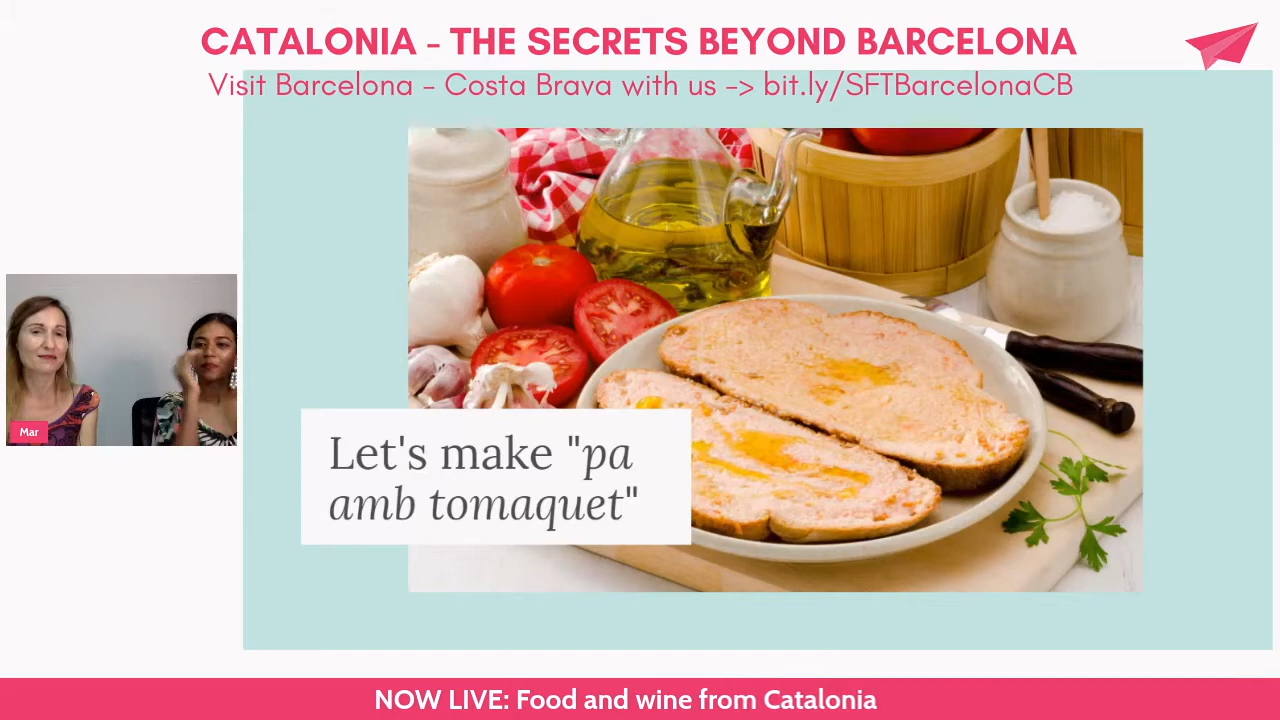 CATALONIA - THE SECRETS BEYOND BARCELONA
Visit Barcelona - Costa Brava with us -> bit.ly/SFTBarcelonaCB
Let's make "pa
amb tomaquet"
Mar
NOW LIVE: Food and wine from Catalonia